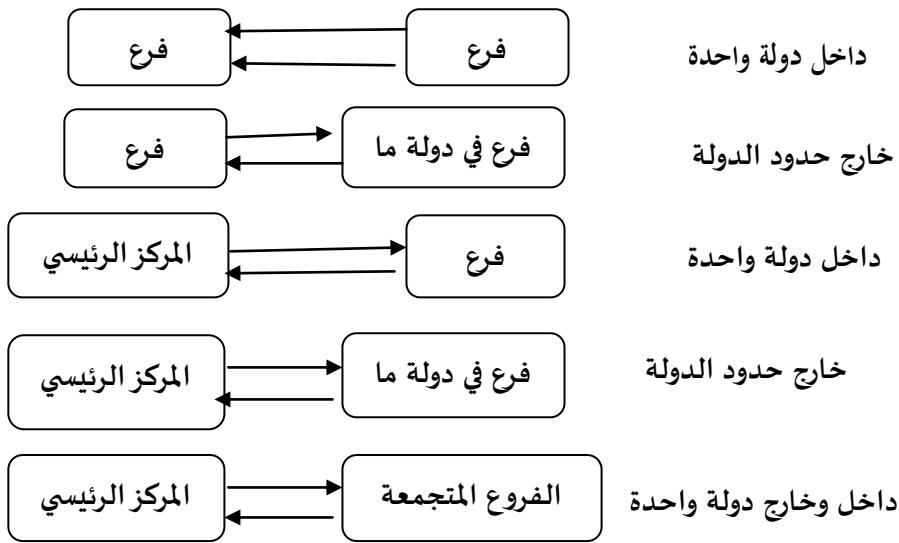 داخل دولة واحدة فرع فرع
خارج حدود الدولة فرع في دولة ما فرع
داخل دولة واحدة فرع المركز الرئيسي
خارج حدود الدولة فرع في دولة ما المركز الرئيسي
داخل وخارج دولة واحدة الفروع المتجمعة المركز الرئيسي